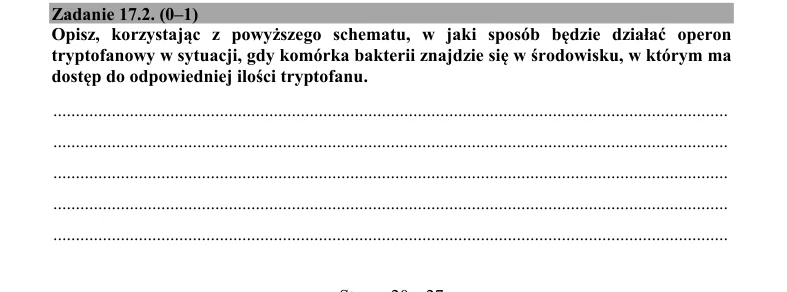 Zadanie 17.2. (0–1)
Opisz, korzystając z powyższego schematu, w jaki sposób będzie działać operon
tryptofanowy w sytuacji, gdy komórka bakterii znajdzie się w środowisku, w którym ma
dostęp do odpowiedniej ilości tryptofanu.